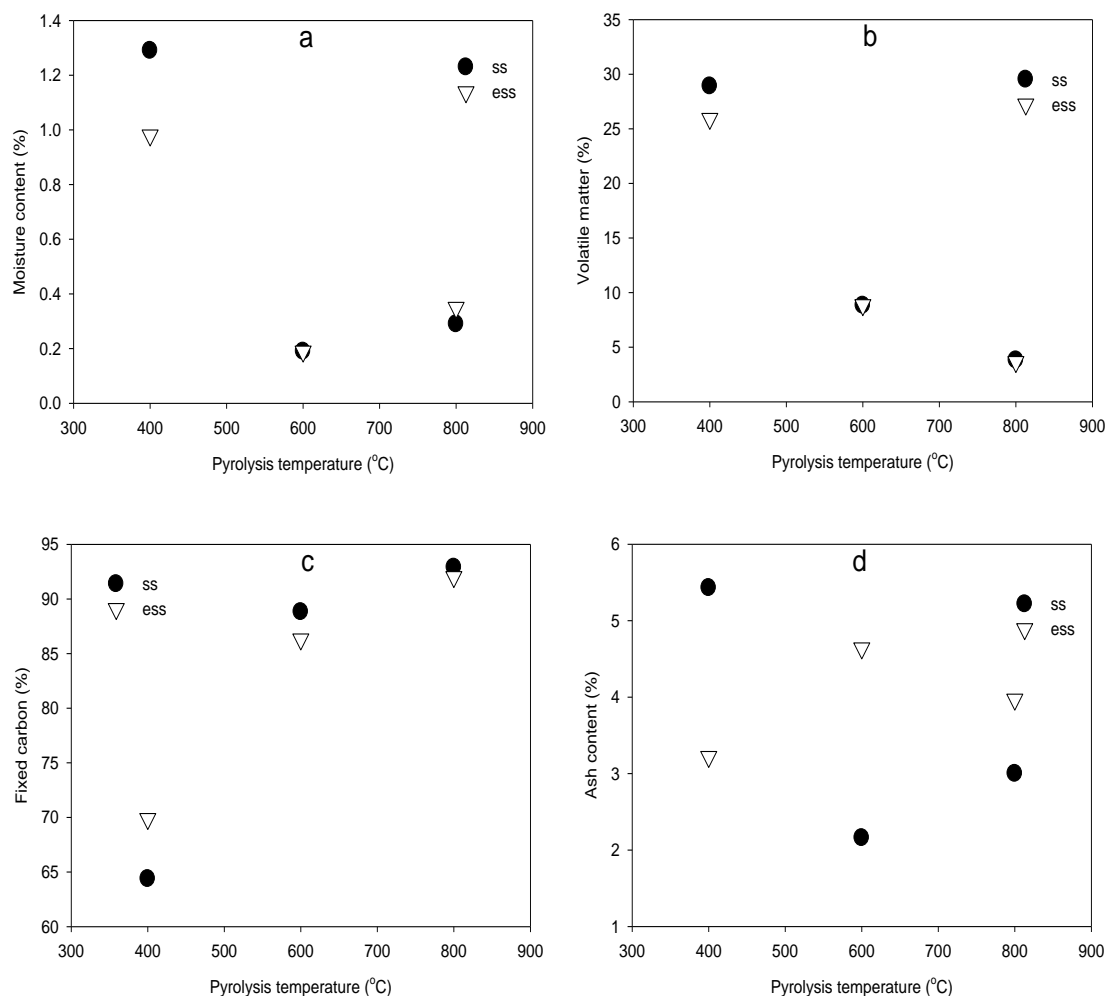 a
ss
ess
1.4
1.2
1.0
0.8
0.6
0.4
0.2
0.0
Moisture content (%)
300 400 500 600 700 800 900
Pyrolysis temperature (°C)
b
ss
ess
35
30
25
20
15
10
5
0
Volatile matter (%)
300 400 500 600 700 800 900
Pyrolysis temperature (°C)
c
ss
ess
95
90
85
80
75
70
65
60
Fixed carbon (%)
300 400 500 600 700 800 900
Pyrolysis temperature (°C)
d
ss
ess
6
5
4
3
2
1
Ash content (%)
300 400 500 600 700 800 900
Pyrolysis temperature (°C)